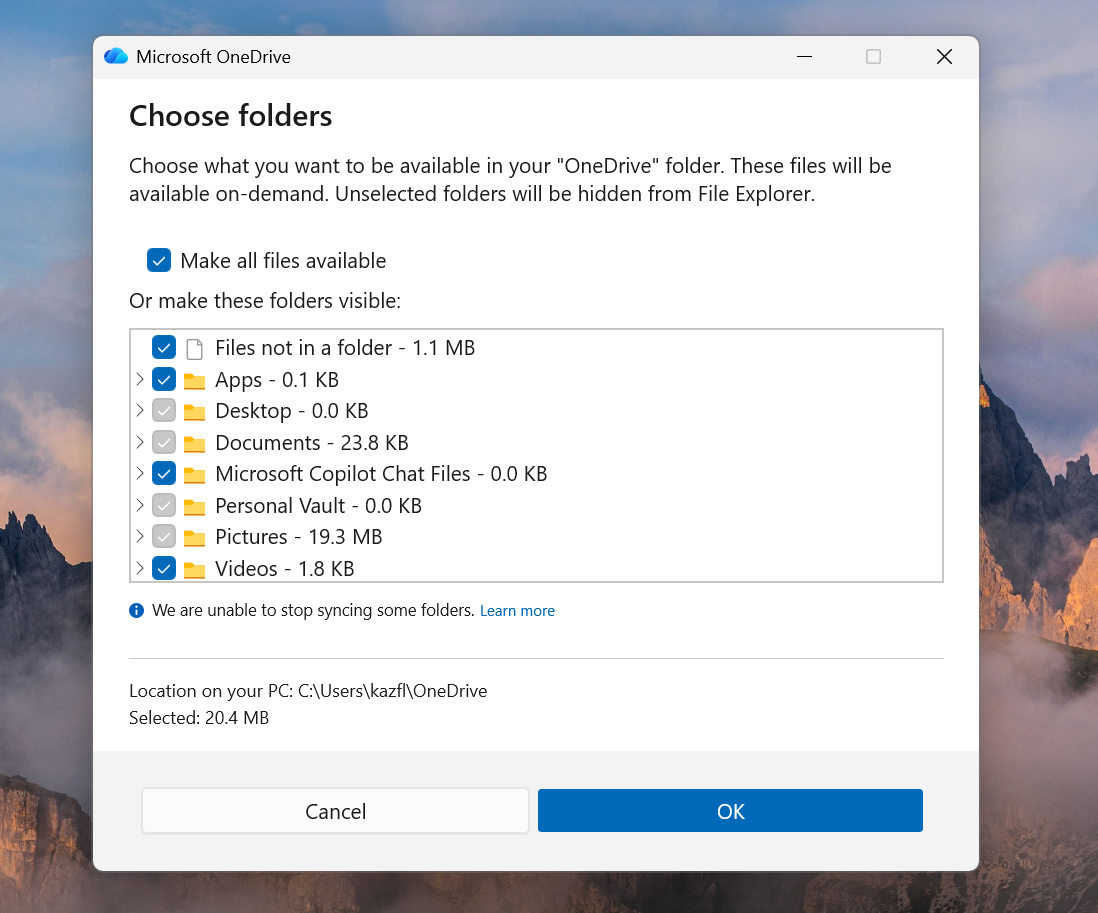 Microsoft OneDrive
Choose folders
Choose what you want to be available in your "OneDrive" folder. These files will be
available on-demand. Unselected folders will be hidden from File Explorer.
Make all files available
Or make these folders visible:
Files not in a folder - 1.1 MB
Apps - 0.1 KB
Desktop - 0.0 KB
Documents - 23.8 KB
Microsoft Copilot Chat Files - 0.0 KB
Personal Vault - 0.0 KB
Pictures - 19.3 MB
Videos - 1.8 KB
We are unable to stop syncing some folders. Learn more
Location on your PC: C:\Users\kazfl\OneDrive
Selected: 20.4 MB
Cancel
OK